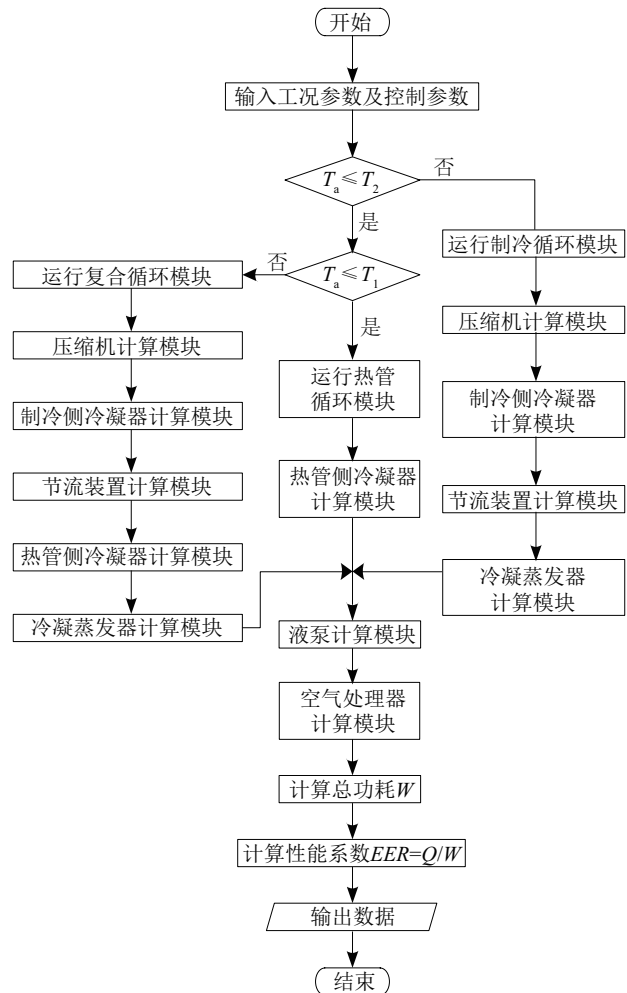 开始
输入工况参数及控制参数
Ta≤T2
否
是
运行制冷循环模块
运行复合循环模块
否
Ta≤T1
是
压缩机计算模块
压缩机计算模块
运行热管
循环模块
制冷侧冷凝器
计算模块
制冷侧冷凝器计算模块
热管侧冷凝器
计算模块
节流装置计算模块
节流装置计算模块
热管侧冷凝器计算模块
冷凝蒸发器
计算模块
冷凝蒸发器计算模块
液泵计算模块
空气处理器
计算模块
计算总功耗W
计算性能系数EER=Q/W
输出数据
结束